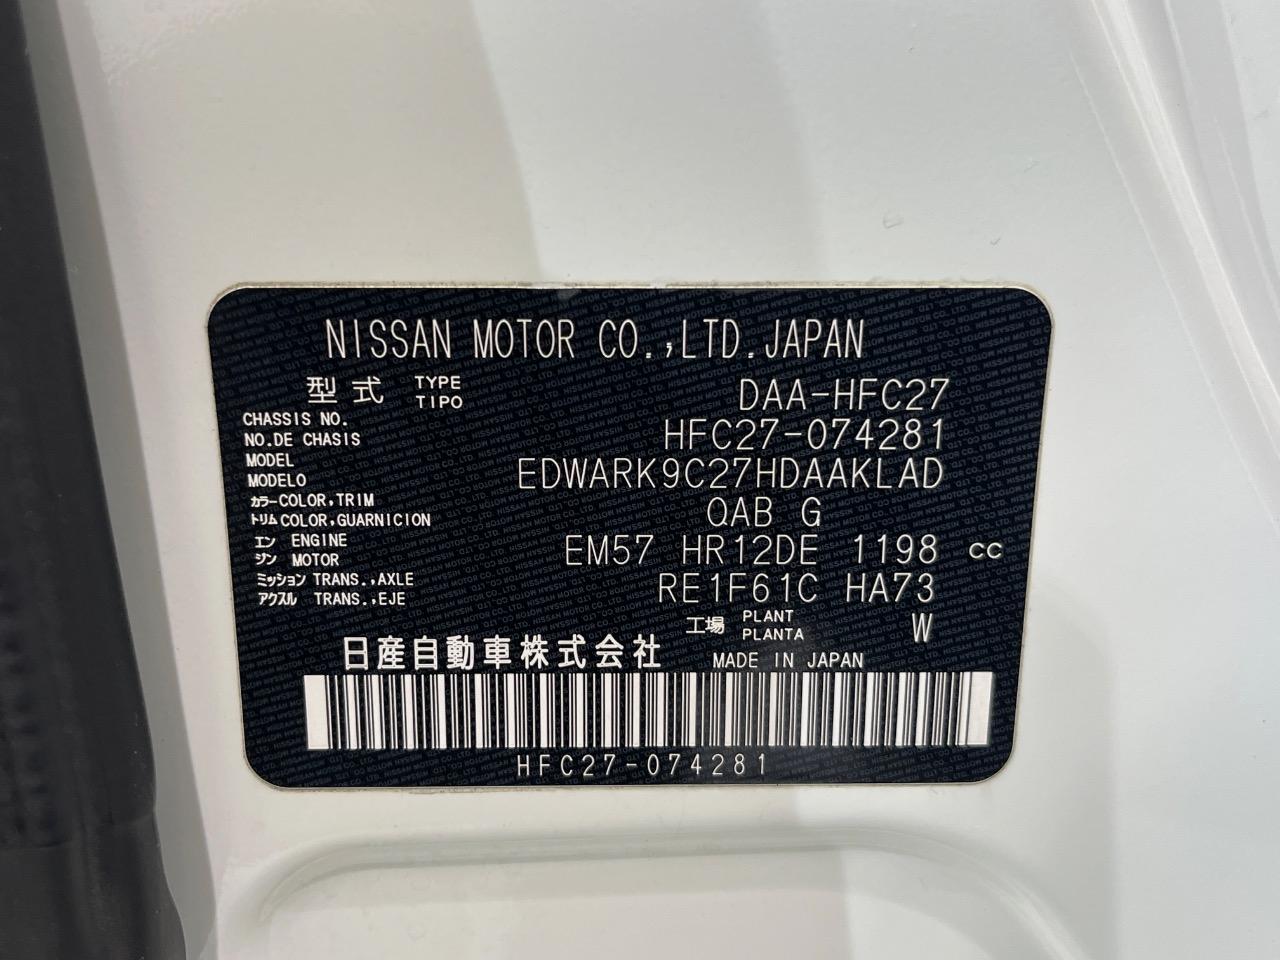 NISSAN MOTOR CO.,LTD.JAPAN
型式 TYPE TIPO DAA-HFC27
CHASSIS NO.
NO.DE CHASIS HFC27-074281
MODEL
MODELO EDWARK9C27HDAAKLAD
カラー COLOR,TRIM
トリム COLOR,GUARNICION QAB G
エン ENGINE
ジン MOTOR EM57 HR12DE 1198 cc
ミッション TRANS.,AXLE
アクスル TRANS.,EJE RE1F61C HA73
工場 PLANT PLANTA W
日産自動車株式会社 MADE IN JAPAN
HFC27-074281